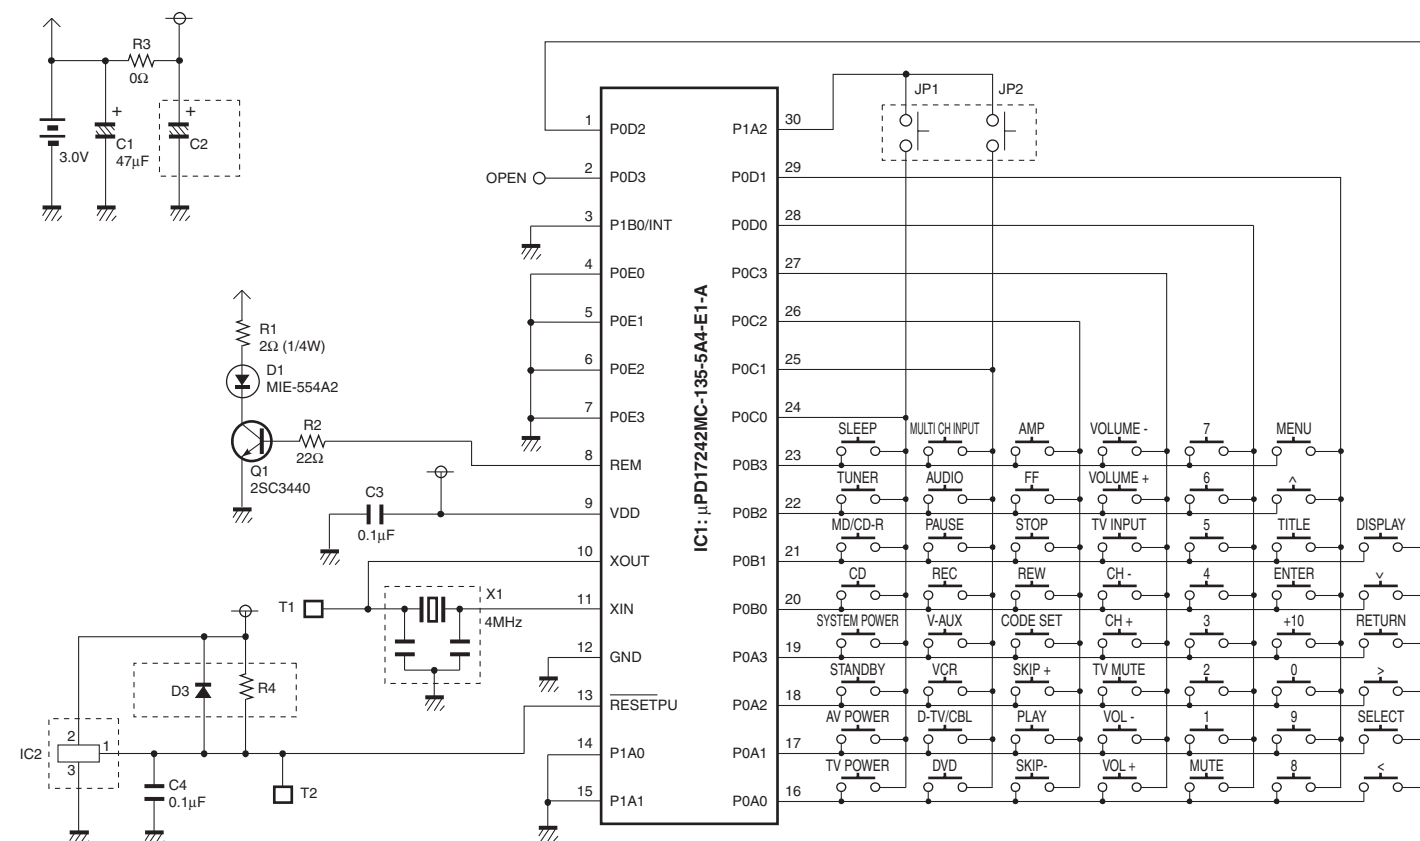 R3
0Ω
+
C1
47μF
+
C2
3.0V
R1
2Ω (1/4W)
D1
MIE-554A2
R2
22Ω
Q1
2SC3440
C3
0.1μF
T1
X1
4MHz
D3
R4
IC2
2
1
3
C4
0.1μF
T2
OPEN
IC1: μPD17242MC-135-5A4-E1-A
1 P0D2
2 P0D3
3 P1B0/INT
4 P0E0
5 P0E1
6 P0E2
7 P0E3
8 REM
9 VDD
10 XOUT
11 XIN
12 GND
13 RESETPU
14 P1A0
15 P1A1
P1A2 30
P0D1 29
P0D0 28
P0C3 27
P0C2 26
P0C1 25
P0C0 24
P0B3 23
P0B2 22
P0B1 21
P0B0 20
P0A3 19
P0A2 18
P0A1 17
P0A0 16
JP1 JP2
SLEEP MULTI CH INPUT AMP VOLUME - 7 MENU
TUNER AUDIO FF VOLUME + 6 ^
MD/CD-R PAUSE STOP TV INPUT 5 TITLE DISPLAY
CD REC REW CH - 4 ENTER v
SYSTEM POWER V-AUX CODE SET CH + 3 +10 RETURN
STANDBY VCR SKIP + TV MUTE 2 0 >
AV POWER D-TV/CBL PLAY VOL - 1 9 SELECT
TV POWER DVD SKIP- VOL + MUTE 8 <